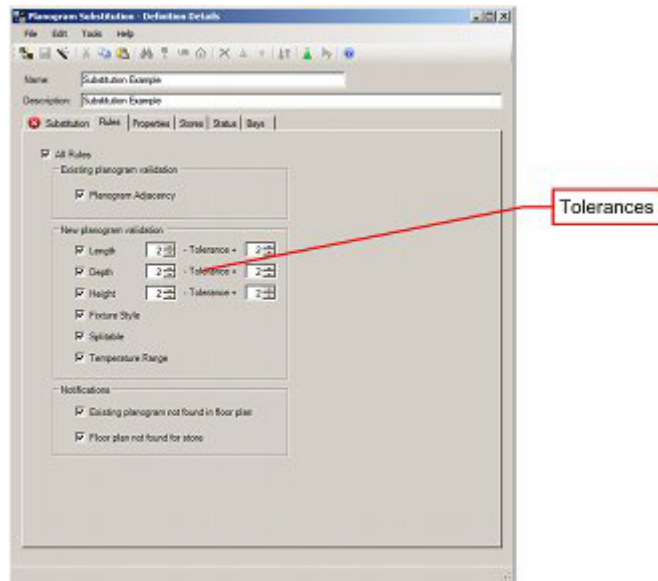 Planogram Substitution - Definition Details
File Edit Tools Help
Name: Substitution Example
Description: Substitution Example
Substitution Rules Properties Stores Status Bays
All Rules
Existing planogram validation
Planogram Adjacency
New planogram validation
Length 2 - Tolerance + 2
Depth 2 - Tolerance + 2
Height 2 - Tolerance + 2
Fixture Style
Splitable
Temperature Range
Notifications
Existing planogram not found in floor plan
Floor plan not found for store
Tolerances